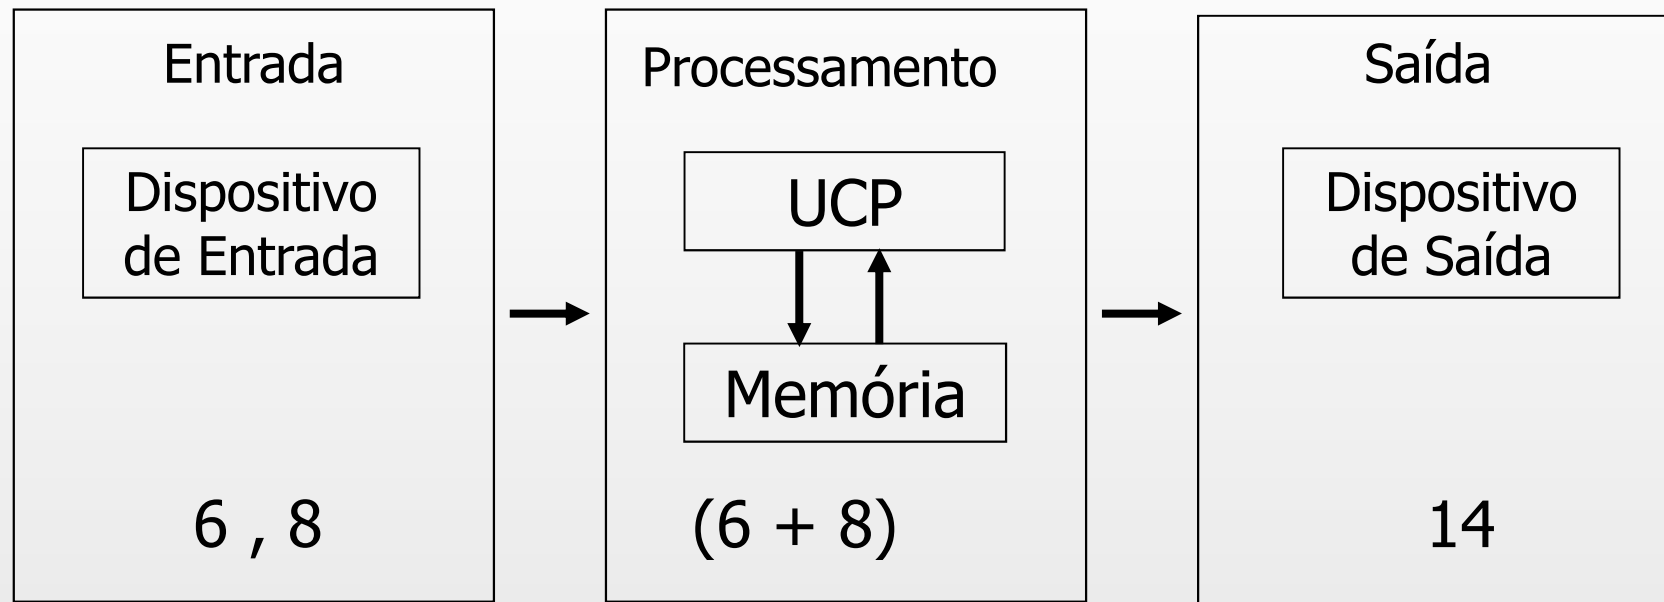 Entrada
Dispositivo
de Entrada
6 , 8
Processamento
UCP
Memória
(6 + 8)
Saída
Dispositivo
de Saída
14